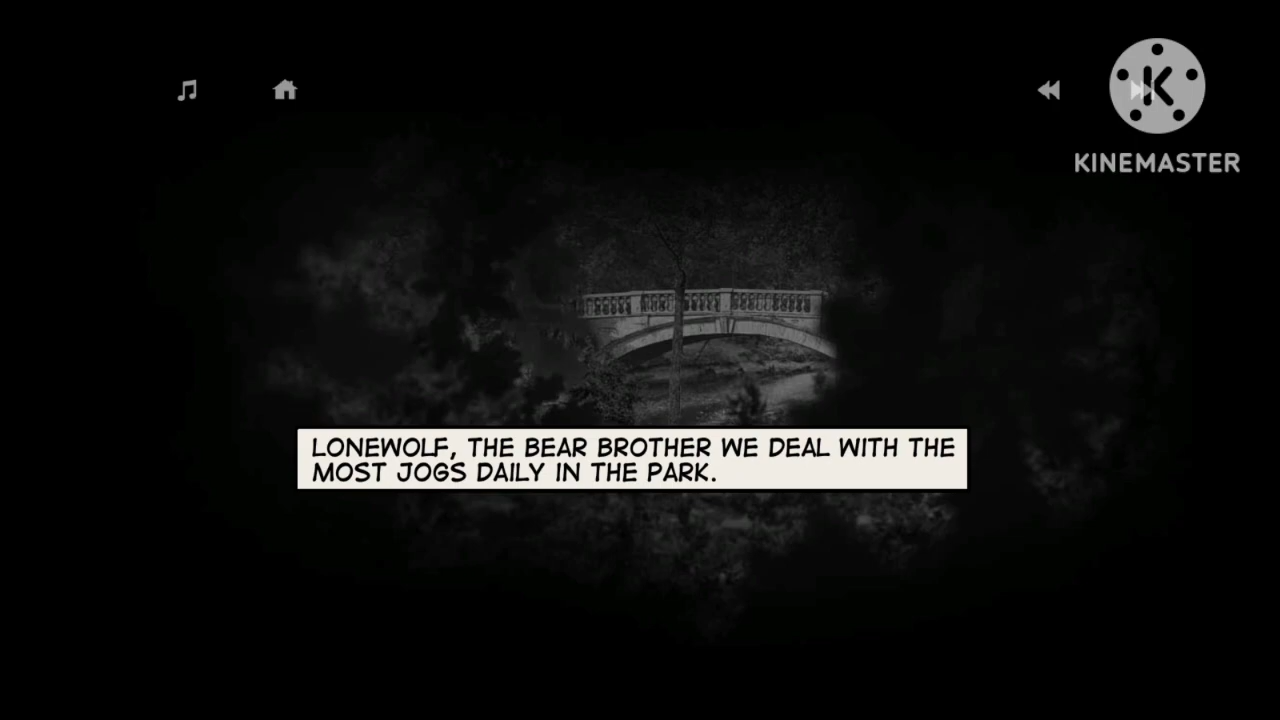 K
KINEMASTER
LONEWOLF, THE BEAR BROTHER WE DEAL WITH THE
MOST JOGS DAILY IN THE PARK.